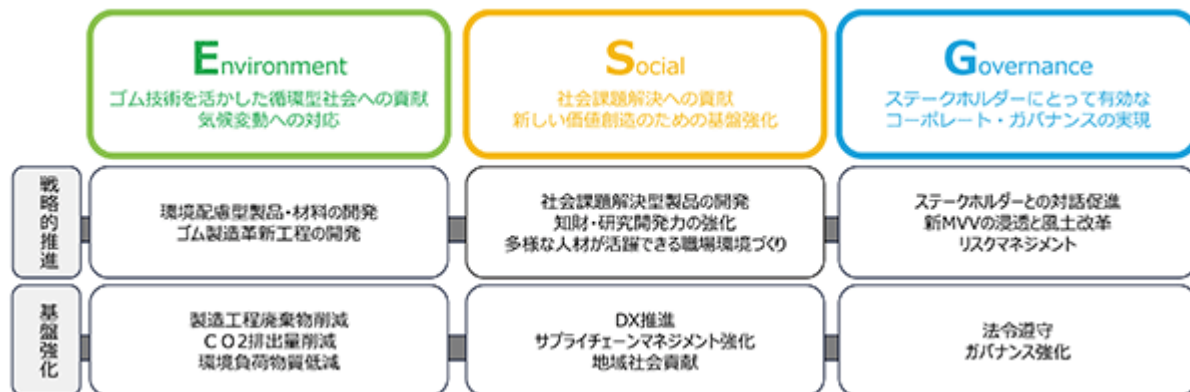 Environment
ゴム技術を活かした循環型社会への貢献
気候変動への対応
Social
社会課題解決への貢献
新しい価値創造のための基盤強化
Governance
ステークホルダーにとって有効な
コーポレート・ガバナンスの実現
戦略的推進
環境配慮型製品・材料の開発
ゴム製造革新工程の開発
社会課題解決型製品の開発
知財・研究開発力の強化
多様な人材が活躍できる職場環境づくり
ステークホルダーとの対話促進
新MVVの浸透と風土改革
リスクマネジメント
基盤強化
製造工程廃棄物削減
CO2排出量削減
環境負荷物質低減
DX推進
サプライチェーンマネジメント強化
地域社会貢献
法令遵守
ガバナンス強化